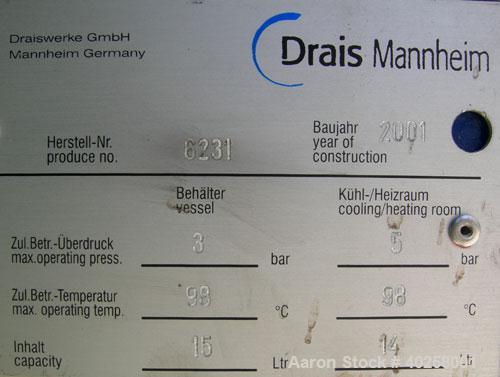 Draiswerke GmbH
Mannheim Germany
Drais Mannheim
Herstell-Nr. 6231 Baujahr 2001
produce no. year of
construction
Behälter Kühl-/Heizraum
vessel cooling/heating room
Zul.Betr.-Überdruck 3 bar 5 bar
max.operating press.
Zul.Betr.-Temperatur 98 °C 98 °C
max. operating temp.
Inhalt 15 Ltr 14
capacity
Aaron Stock #